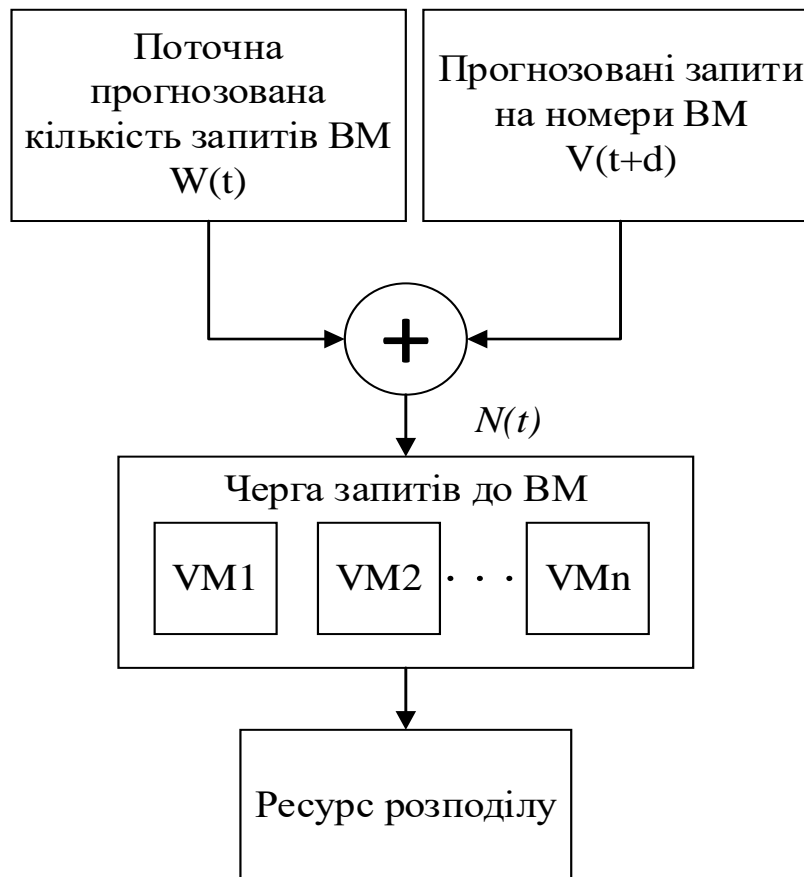 Поточна
прогнозована
кількість запитів ВМ
W(t)
Прогнозовані запити
на номери ВМ
V(t+d)
+
N(t)
Черга запитів до ВМ
VM1
VM2
. . .
VMn
Ресурс розподілу